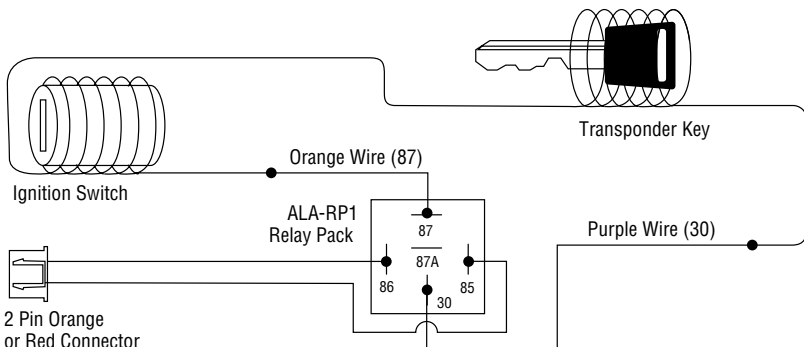 Transponder Key
Ignition Switch
Orange Wire (87)
ALA-RP1
Relay Pack
87
87A
86
85
30
Purple Wire (30)
2 Pin Orange
or Red Connector